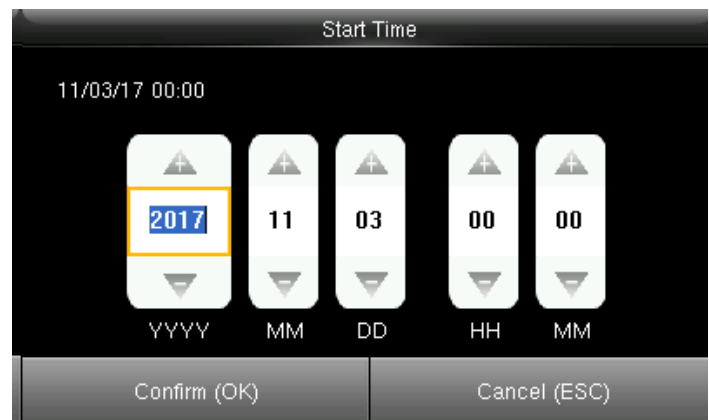 Start Time
11/03/17 00:00
2017 11 03 00 00
YYYY MM DD HH MM
Confirm (OK) Cancel (ESC)